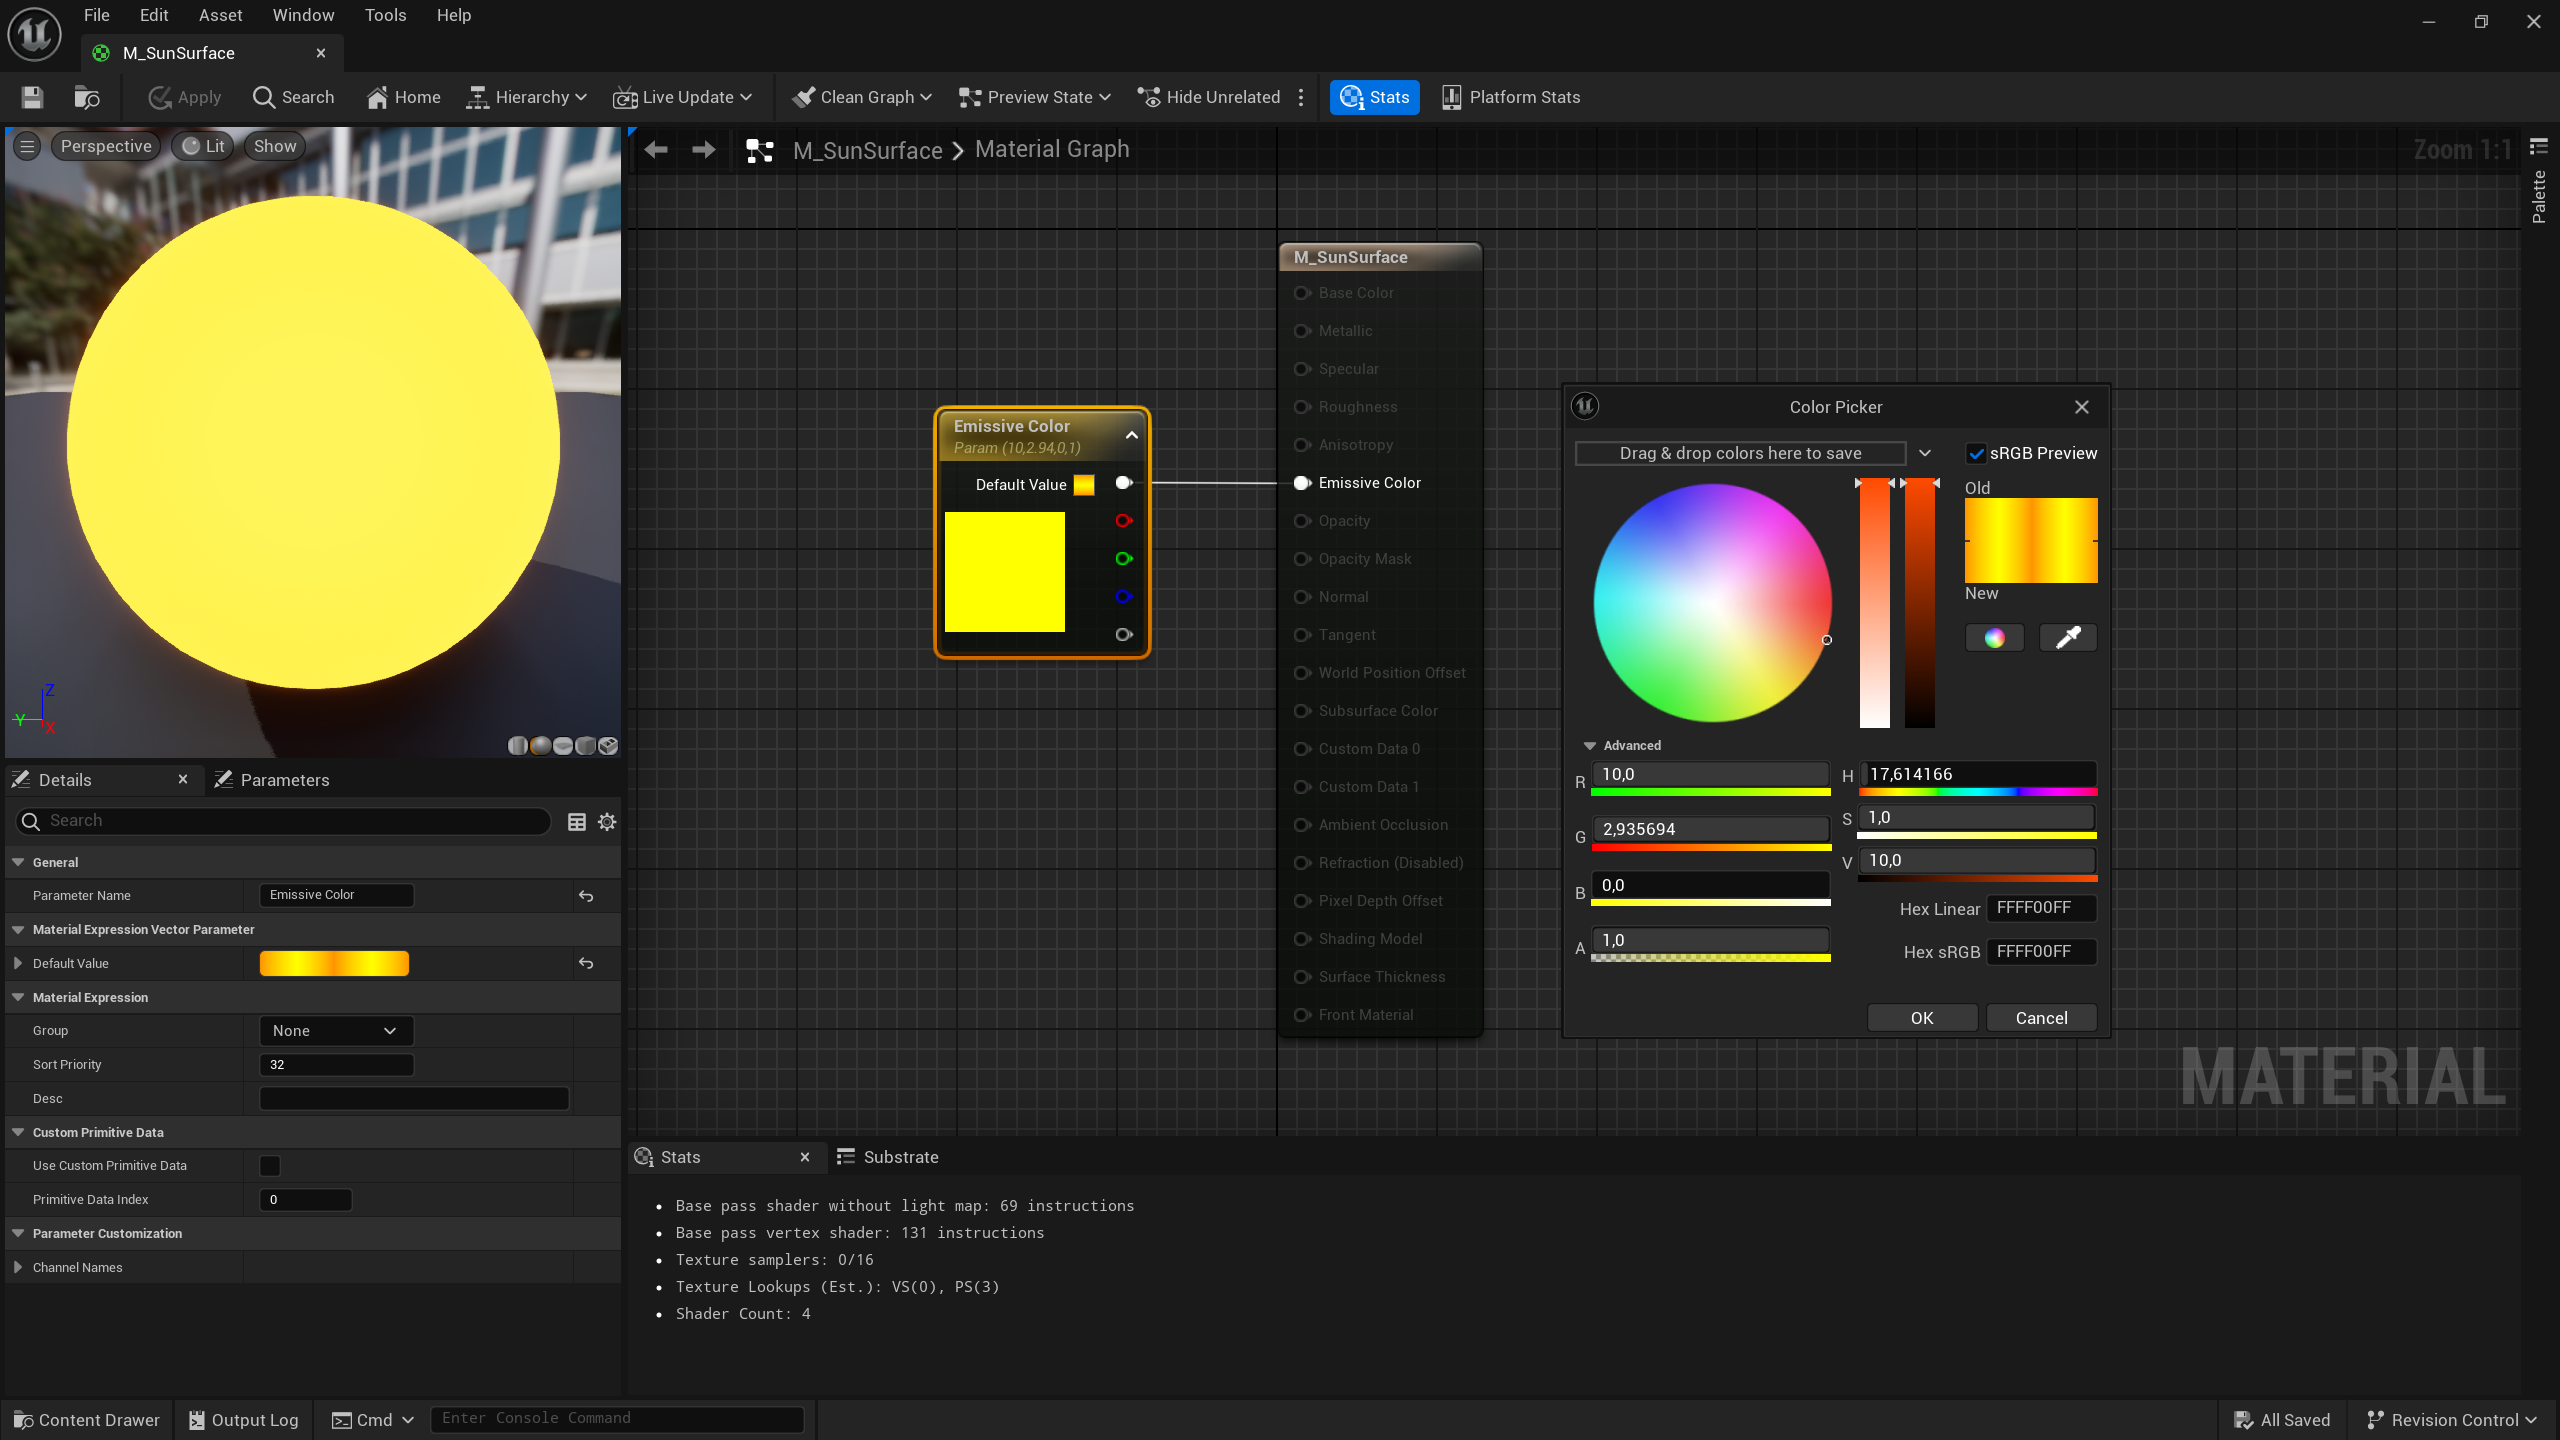 File Edit Asset Window Tools Help
M_SunSurface
Apply Search Home Hierarchy Live Update Clean Graph Preview State Hide Unrelated Stats Platform Stats
Perspective Lit Show
Z
Y
X
M_SunSurface > Material Graph
Zoom 1:1
Palette
Emissive Color
Param (10,2.94,0,1)
Default Value
M_SunSurface
Base Color
Metallic
Specular
Roughness
Anisotropy
Emissive Color
Opacity
Opacity Mask
Normal
Tangent
World Position Offset
Subsurface Color
Custom Data 0
Custom Data 1
Ambient Occlusion
Refraction (Disabled)
Pixel Depth Offset
Shading Model
Surface Thickness
Front Material
Color Picker
Drag & drop colors here to save
sRGB Preview
Old
New
Advanced
R 10,0
G 2,935694
B 0,0
A 1,0
H 17,614166
S 1,0
V 10,0
Hex Linear FFFF00FF
Hex sRGB FFFF00FF
OK Cancel
MATERIAL
Details Parameters
Search
General
Parameter Name Emissive Color
Material Expression Vector Parameter
Default Value
Material Expression
Group None
Sort Priority 32
Desc
Custom Primitive Data
Use Custom Primitive Data
Primitive Data Index 0
Parameter Customization
Channel Names
Stats Substrate
Base pass shader without light map: 69 instructions
Base pass vertex shader: 131 instructions
Texture samplers: 0/16
Texture Lookups (Est.): VS(0), PS(3)
Shader Count: 4
Content Drawer Output Log Cmd Enter Console Command All Saved Revision Control